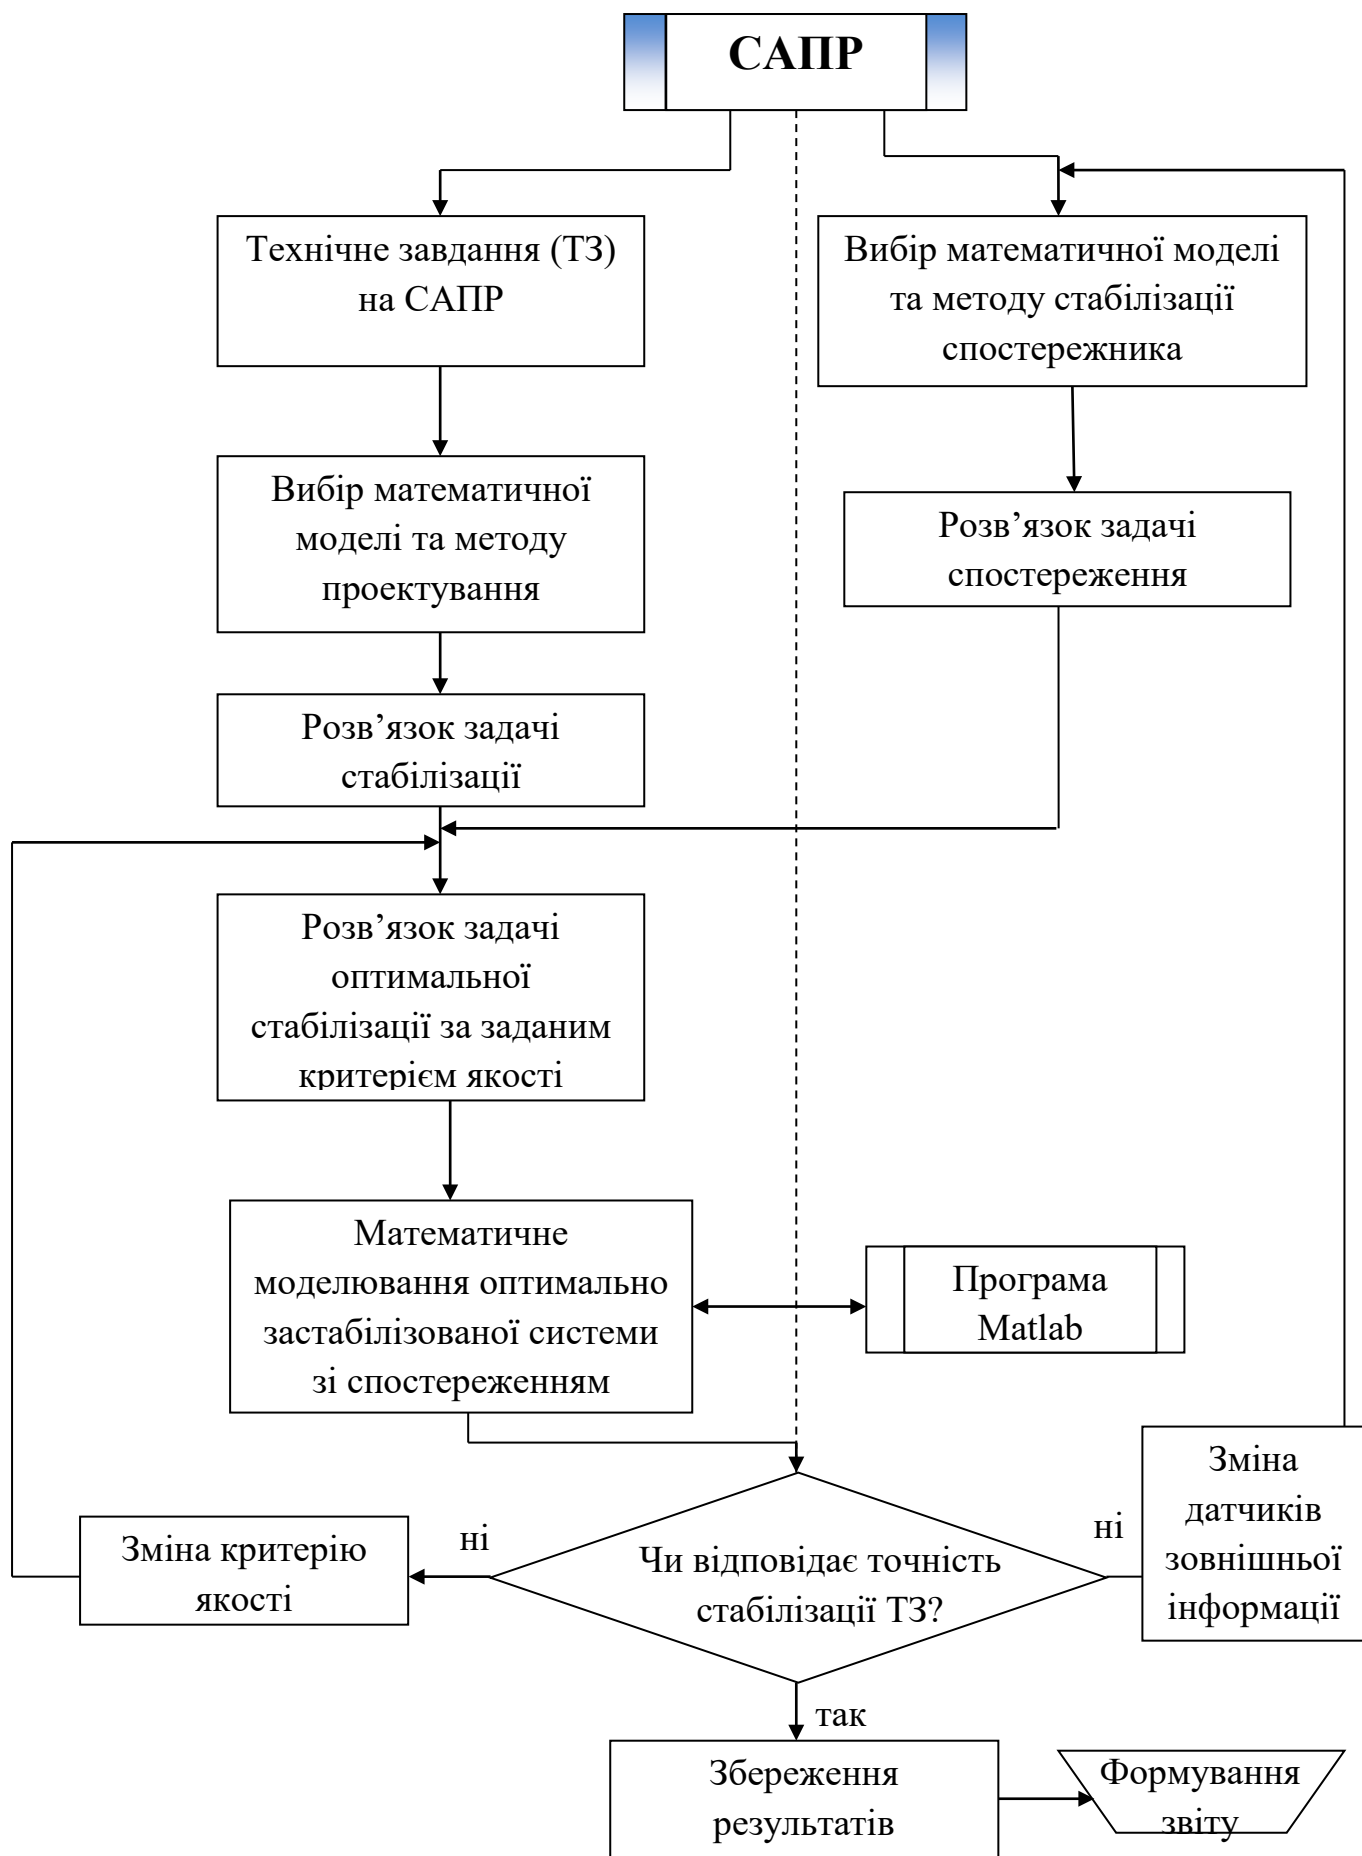 САПР
Технічне завдання (ТЗ)
на САПР
Вибір математичної моделі
та методу стабілізації
спостережника
Вибір математичної
моделі та методу
проектування
Розв’язок задачі
спостереження
Розв’язок задачі
стабілізації
Розв’язок задачі
оптимальної
стабілізації за заданим
критерієм якості
Математичне
моделювання оптимально
застабілізованої системи
зі спостереженням
Програма
Matlab
Зміна критерію
якості
ні
Чи відповідає точність
стабілізації ТЗ?
ні
Зміна
датчиків
зовнішньої
інформації
так
Збереження
результатів
Формування
звіту